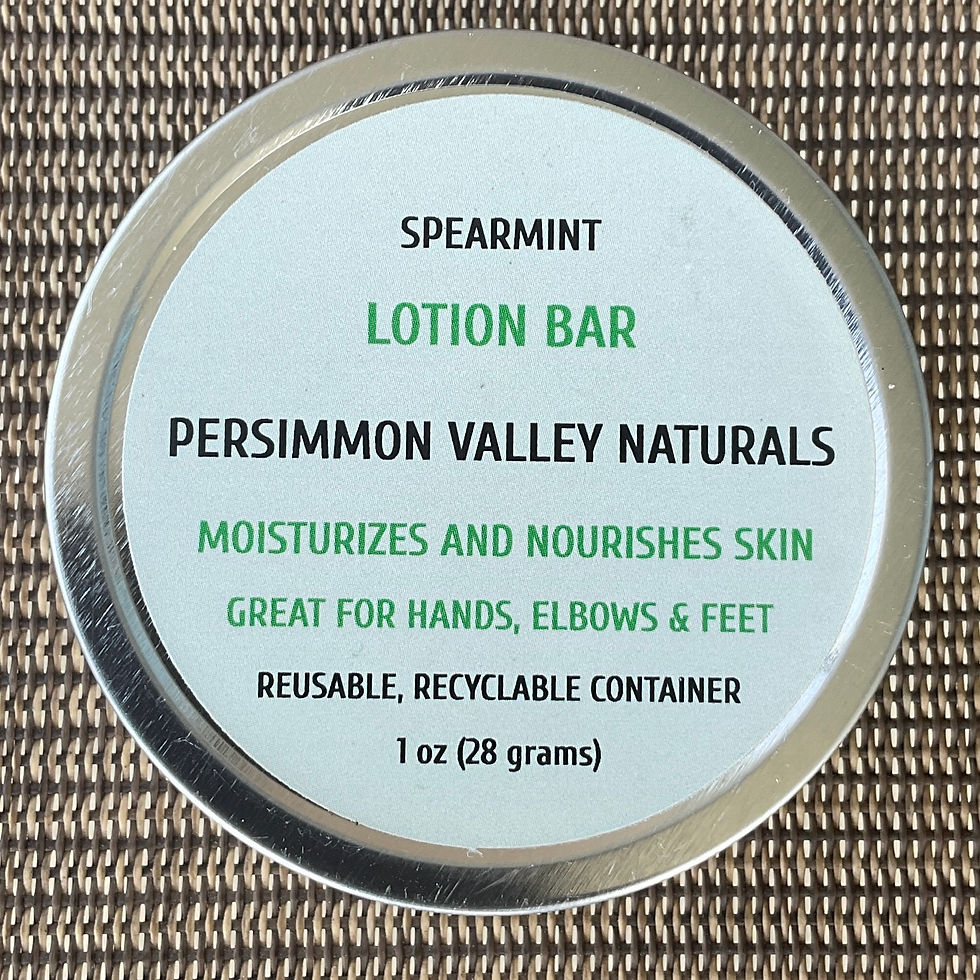 SPEARMINT
LOTION BAR
PERSIMMON VALLEY NATURALS
MOISTURIZES AND NOURISHES SKIN
GREAT FOR HANDS, ELBOWS & FEET
REUSABLE, RECYCLABLE CONTAINER
1 oz (28 grams)